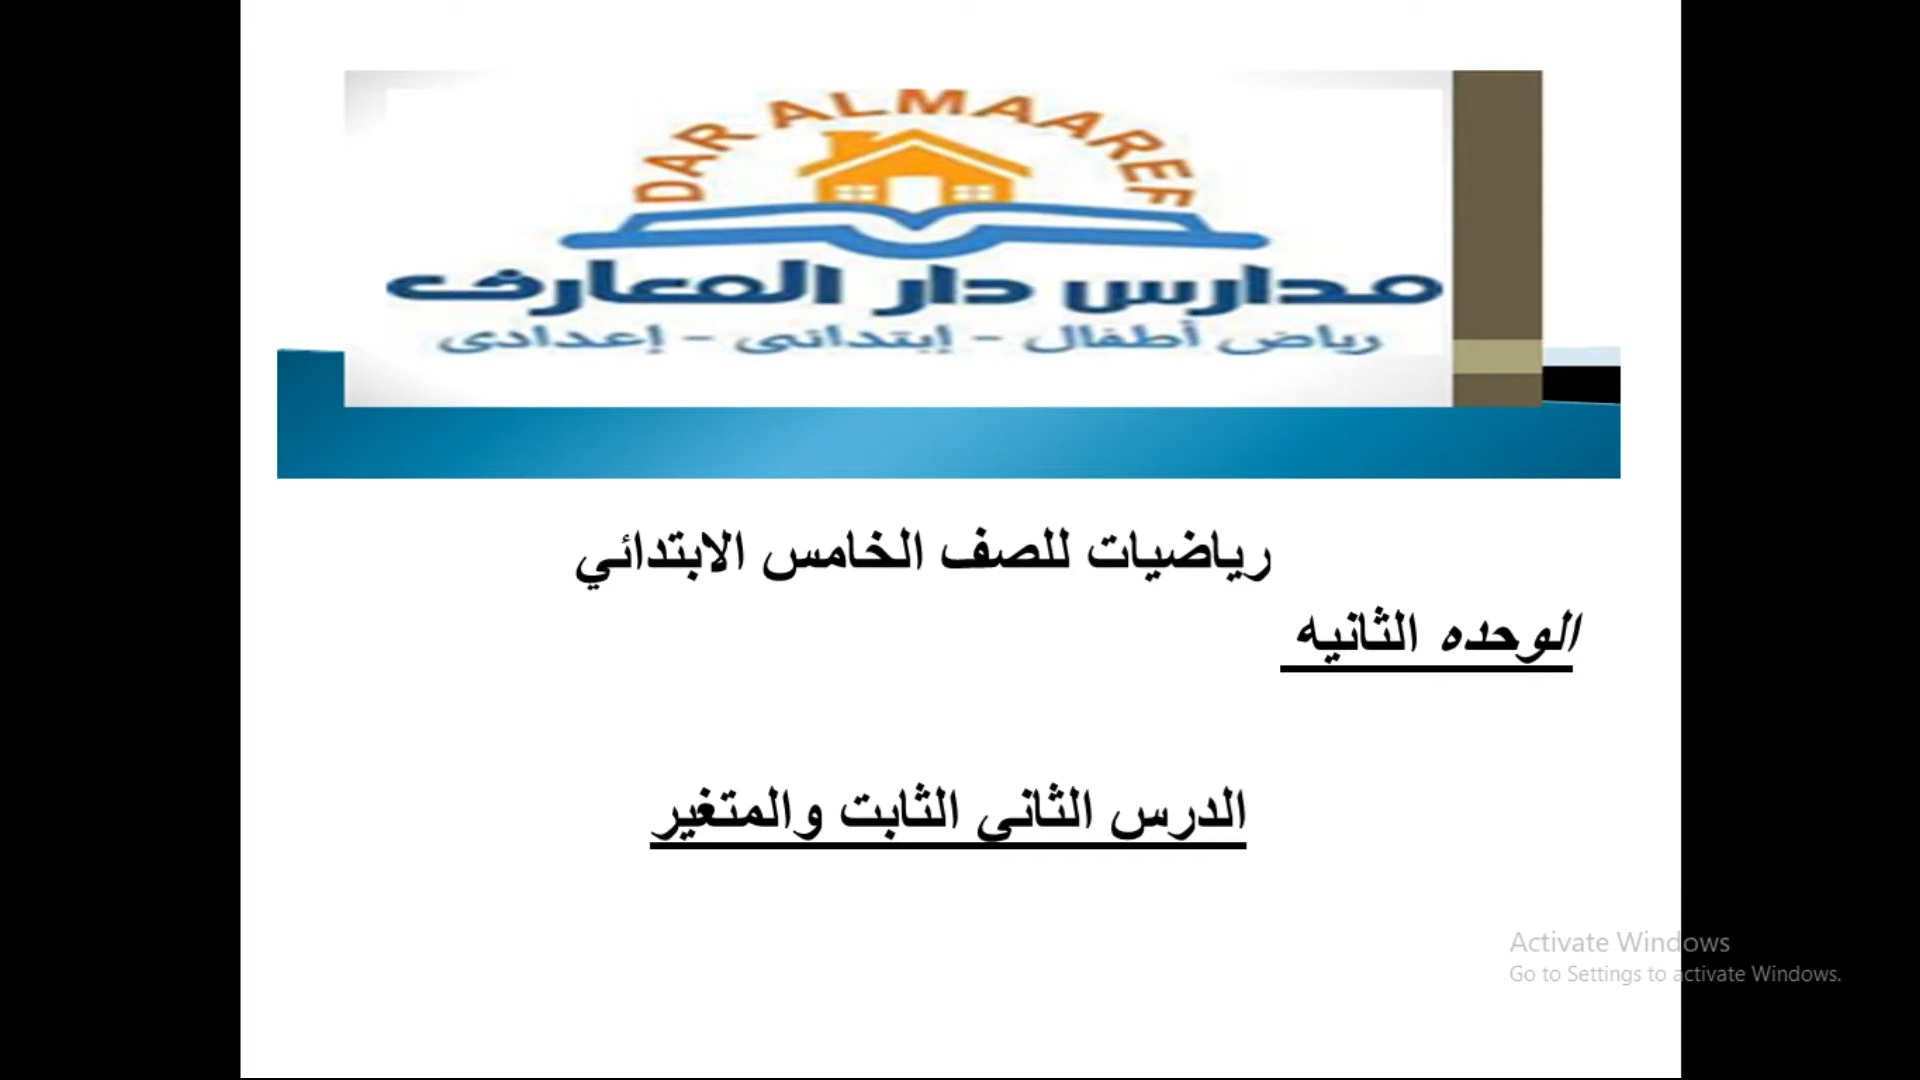 DAR ALMAAREF
مدارس دار المعارف
رياض أطفال - إبتدائى - إعدادى
رياضيات للصف الخامس الابتدائي
الوحده الثانيه
الدرس الثاني الثابت والمتغير
Activate Windows
Go to Settings to activate Windows.